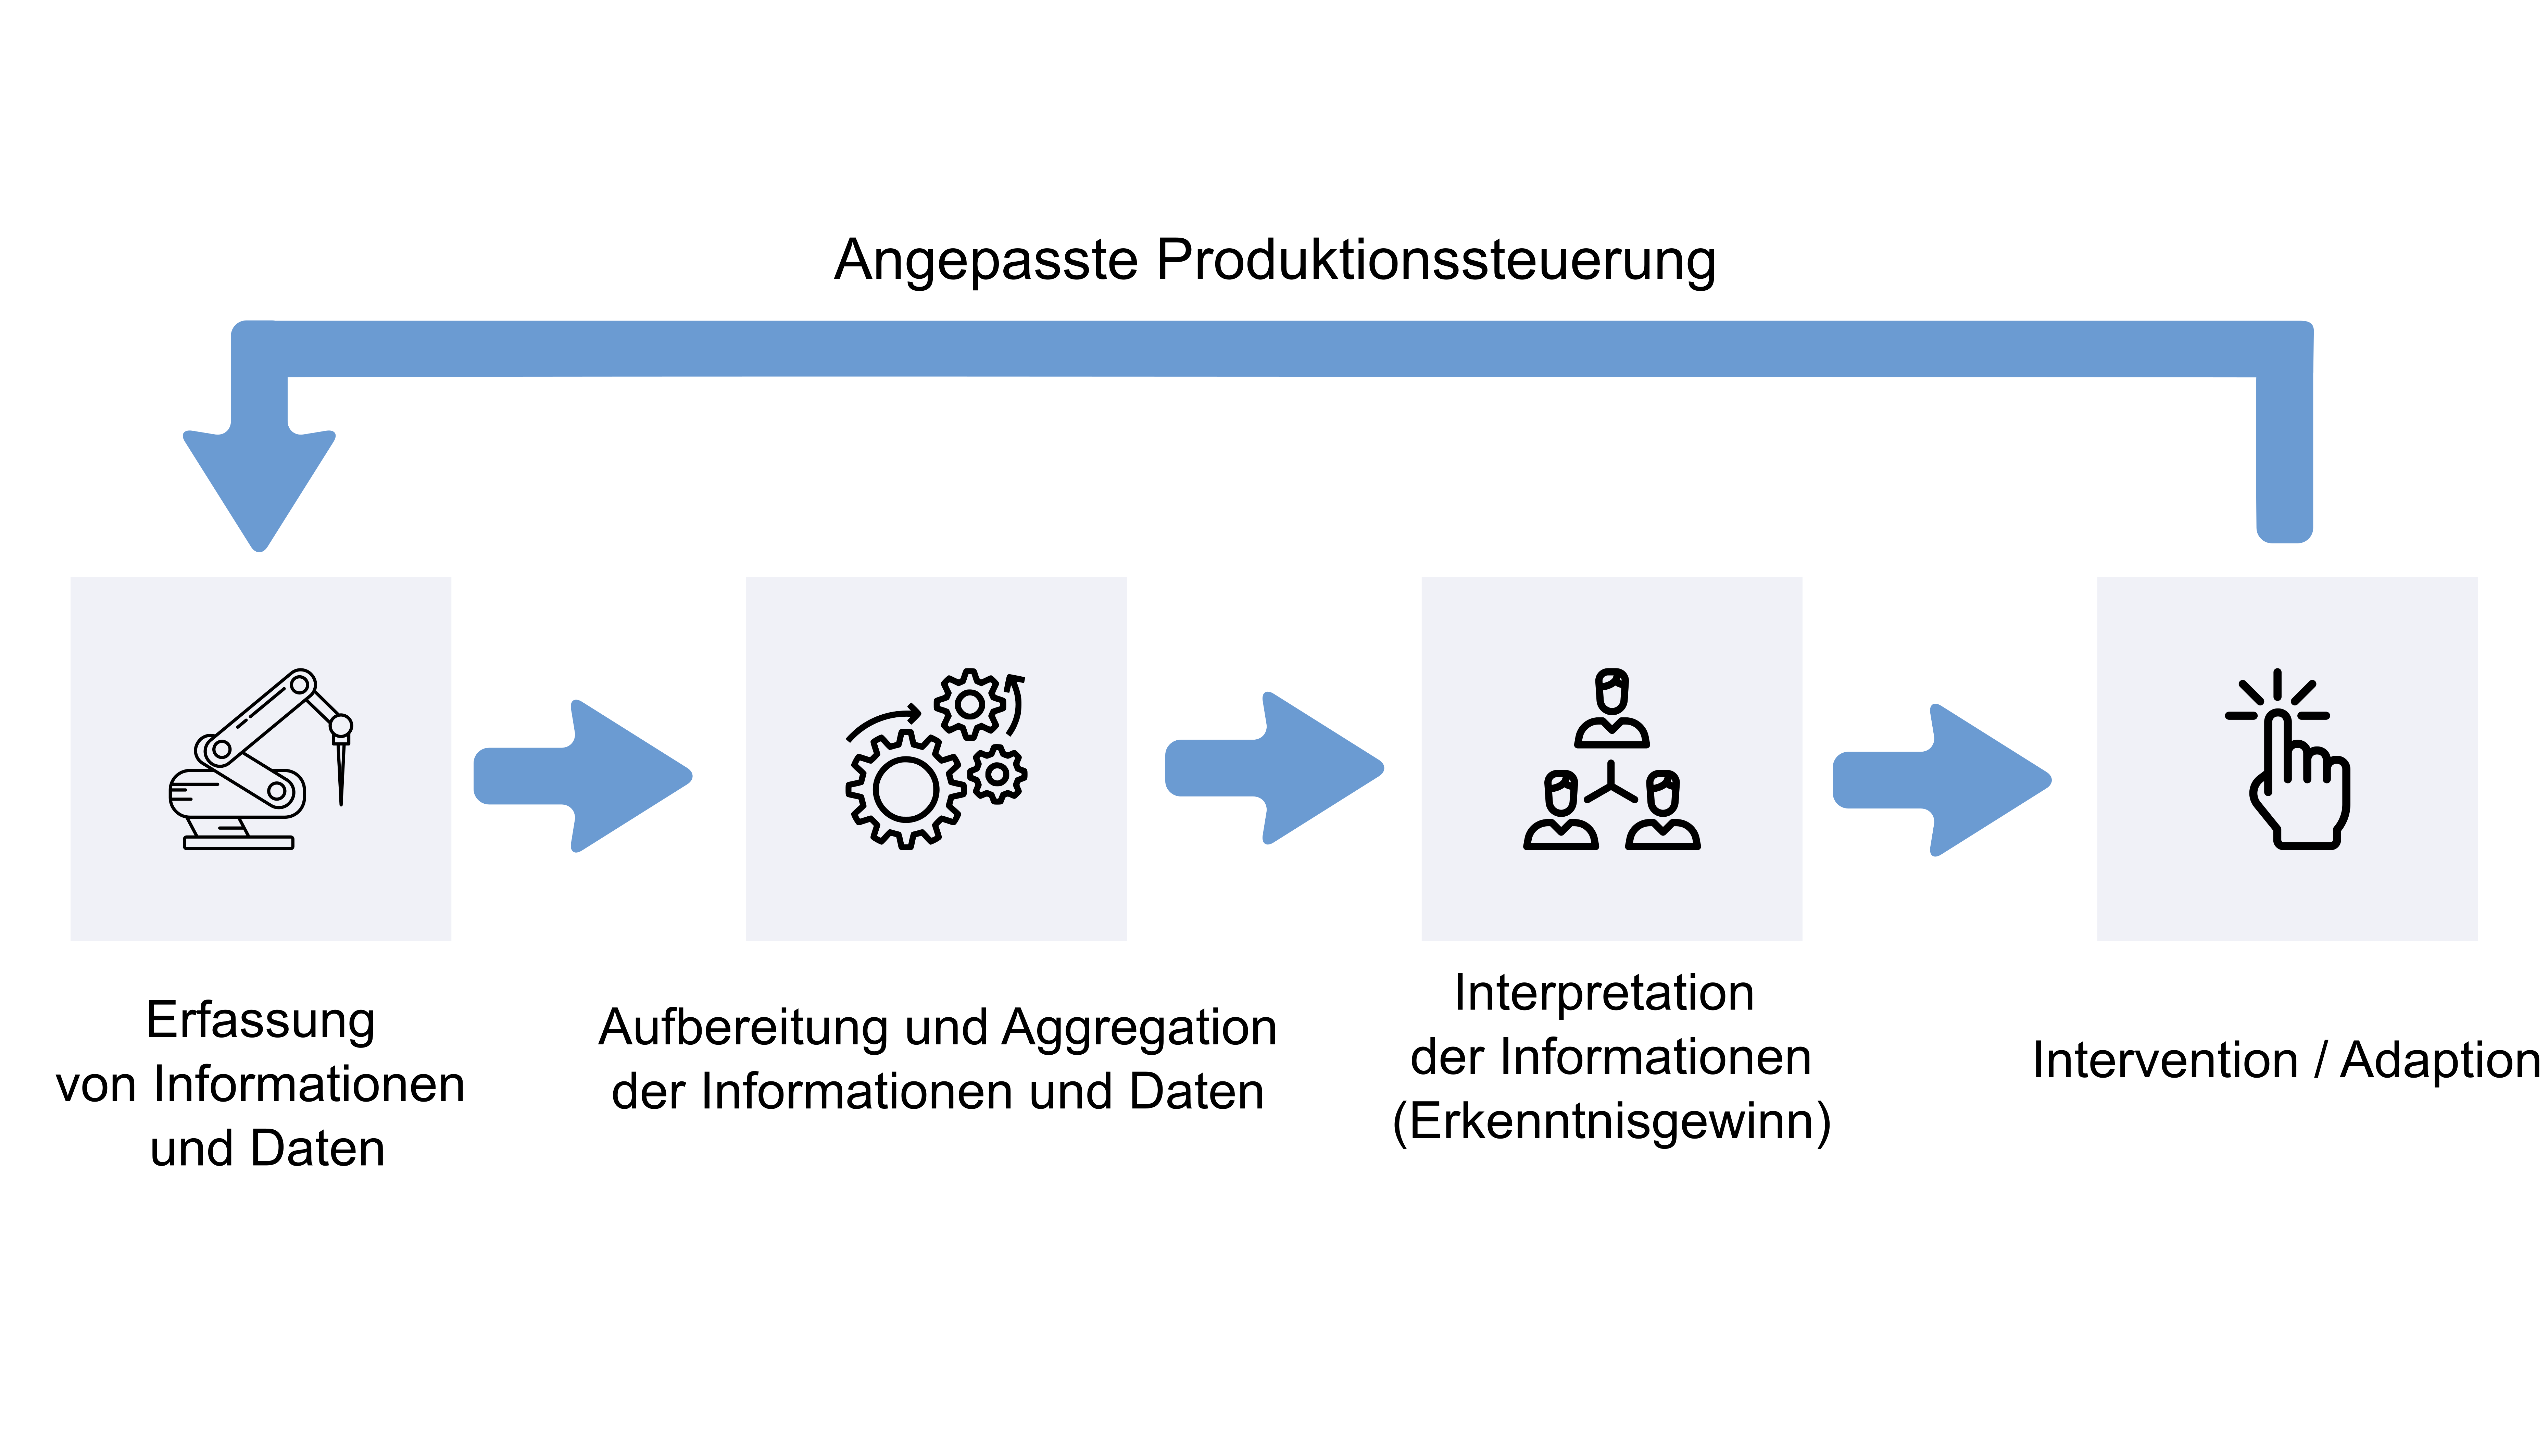 Angepasste Produktionssteuerung
Erfassung
von Informationen
und Daten
Aufbereitung und Aggregation
der Informationen und Daten
Interpretation
der Informationen
(Erkenntnisgewinn)
Intervention / Adaption